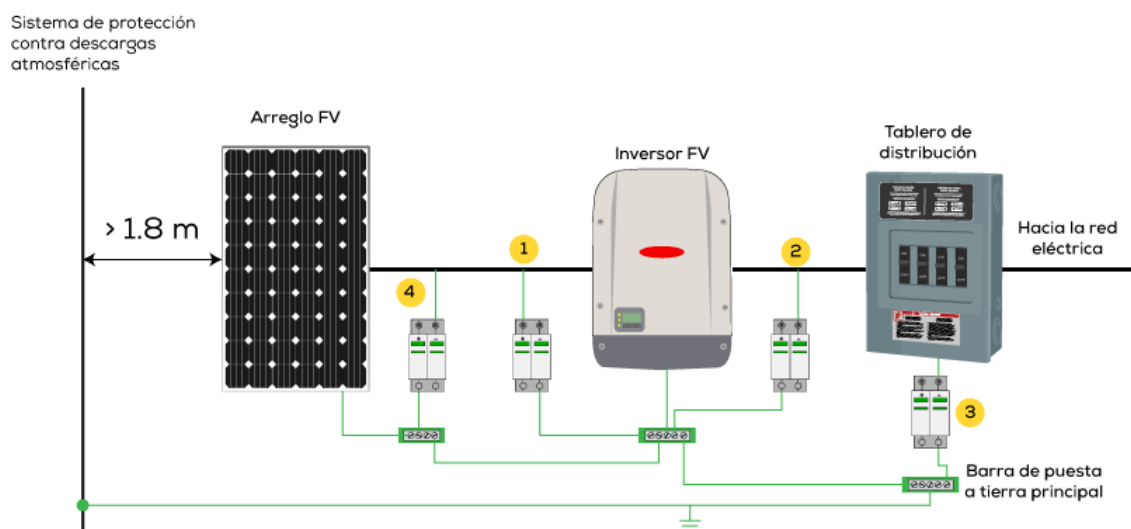 Sistema de protección
contra descargas
atmosféricas
Arreglo FV
Inversor FV
Tablero de
distribución
> 1.8 m
1
2
Hacia la red
eléctrica
4
3
Barra de puesta
a tierra principal